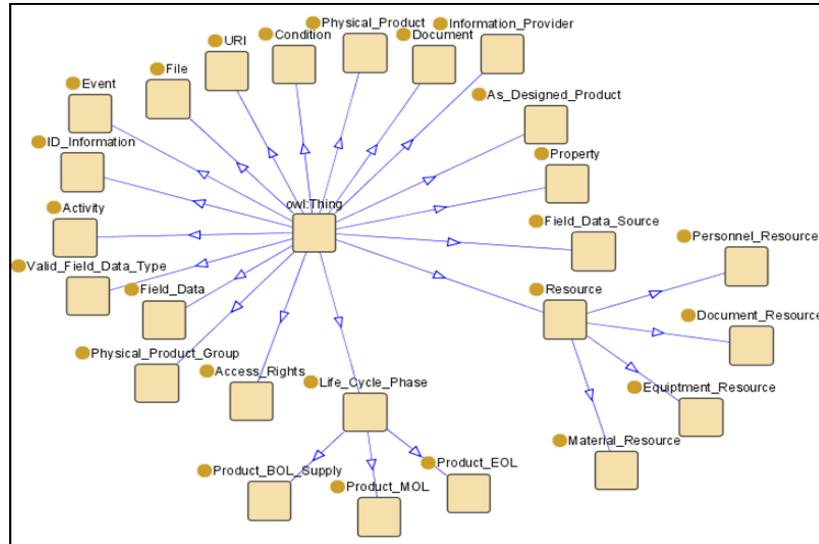 Physical_Product
Information_Provider
URI
Condition
Document
File
Event
As_Designed_Product
ID_Information
Property
owl:Thing
Activity
Field_Data_Source
Personnel_Resource
Valid_Field_Data_Type
Field_Data
Resource
Document_Resource
Physical_Product_Group
Access_Rights
Life_Cycle_Phase
Equiptment_Resource
Material_Resource
Product_BOL_Supply
Product_EOL
Product_MOL